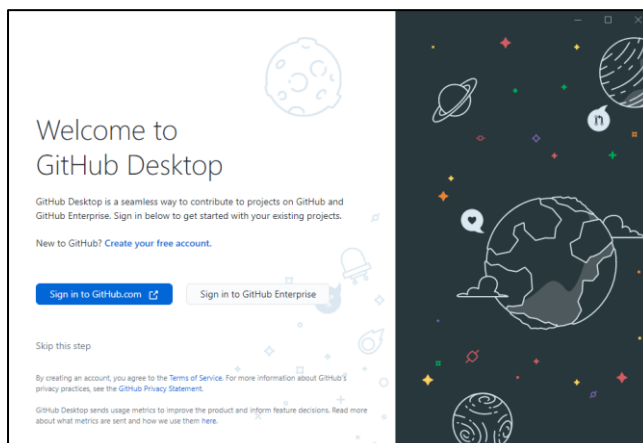 Welcome to
GitHub Desktop
GitHub Desktop is a seamless way to contribute to projects on GitHub and
GitHub Enterprise. Sign in below to get started with your existing projects.
New to GitHub? Create your free account.
Sign in to GitHub.com
Sign in to GitHub Enterprise
Skip this step
By creating an account, you agree to the Terms of Service. For more information about GitHub's
privacy practices, see the GitHub Privacy Statement.
GitHub Desktop sends usage metrics to improve the product and inform feature decisions. Read more
about what metrics are sent and how we use them here.